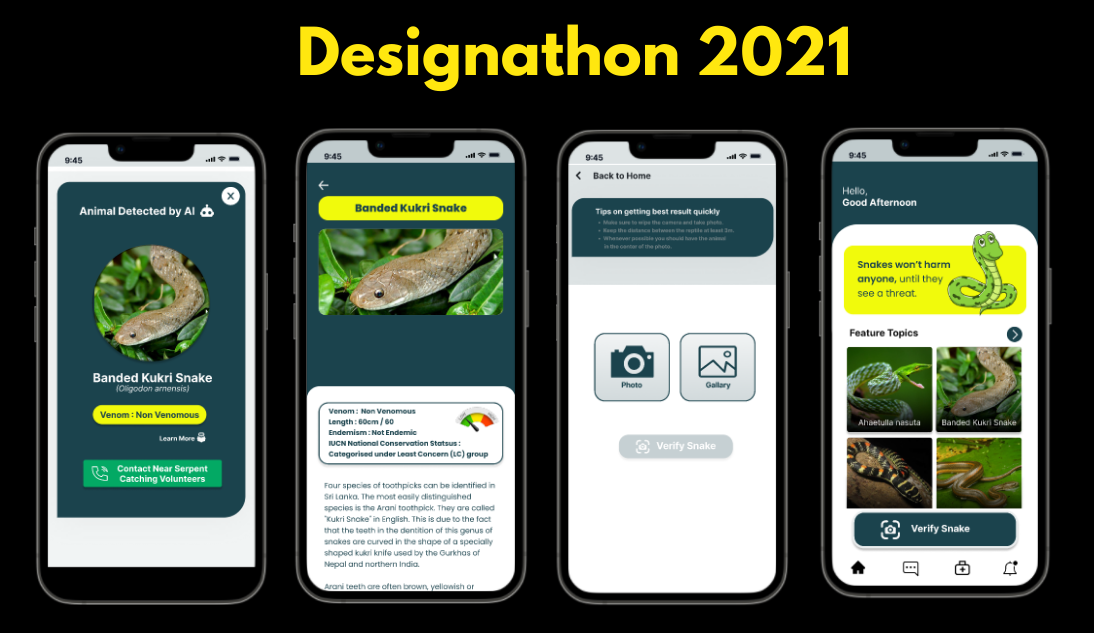 Designathon 2021
9:45
Animal Detected by AI
X
Banded Kukri Snake
(Oligodon arnensis)
Venom : Non Venomous
Learn More
Contact Near Serpent
Catching Volunteers
9:45
Banded Kukri Snake
Venom : Non Venomous
Length : 60cm / 60
Endemism : Not Endemic
IUCN National Conservation Statsus :
Categorised under Least Concern (LC) group
Four species of toothpicks can be identified in
Sri Lanka. The most easily distinguished
species is the Arani toothpick. They are called
"Kukri Snake" in English. This is due to the fact
that the teeth in the dentition of this genus of
snakes are curved in the shape of a specially
shaped kukri knife used by the Gurkhas of
Nepal and northern India.
Arani teeth are often brown, yellowish or
9:45
Back to Home
Tips on getting best result quickly
Make sure to wipe the camera and take photo.
Keep the distance between the reptile at least 2m.
Whenever possible you should have the animal
in the center of the photo.
Photo
Gallary
Verify Snake
9:45
Hello,
Good Afternoon
Snakes won't harm
anyone, until they
see a threat.
Feature Topics
Ahaetulla nasuta
Banded Kukri Snake
Verify Snake